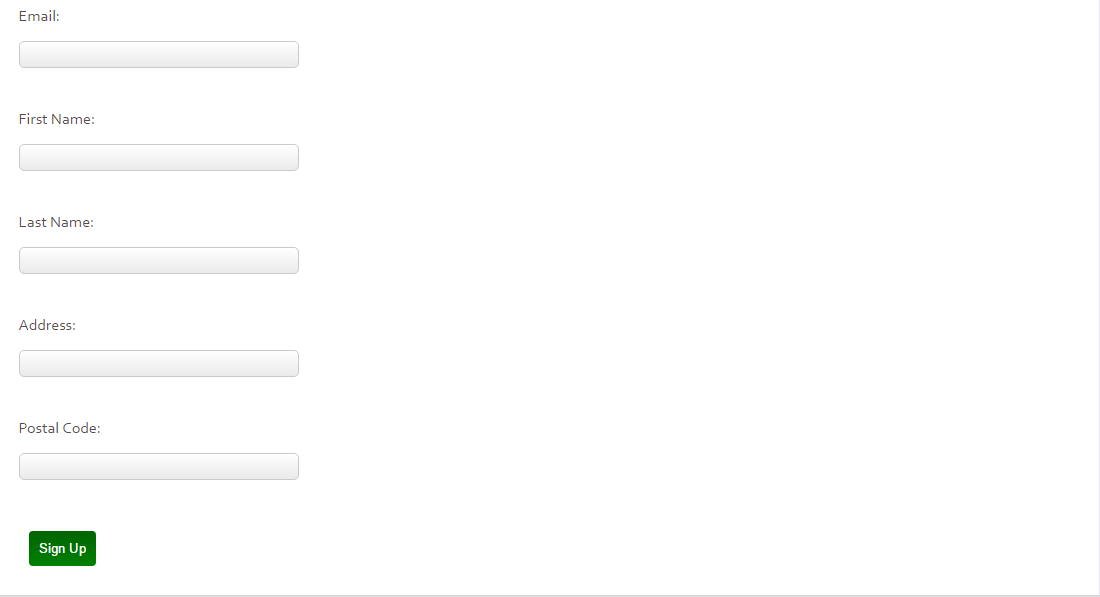 Email:
First Name:
Last Name:
Address:
Postal Code:
Sign Up